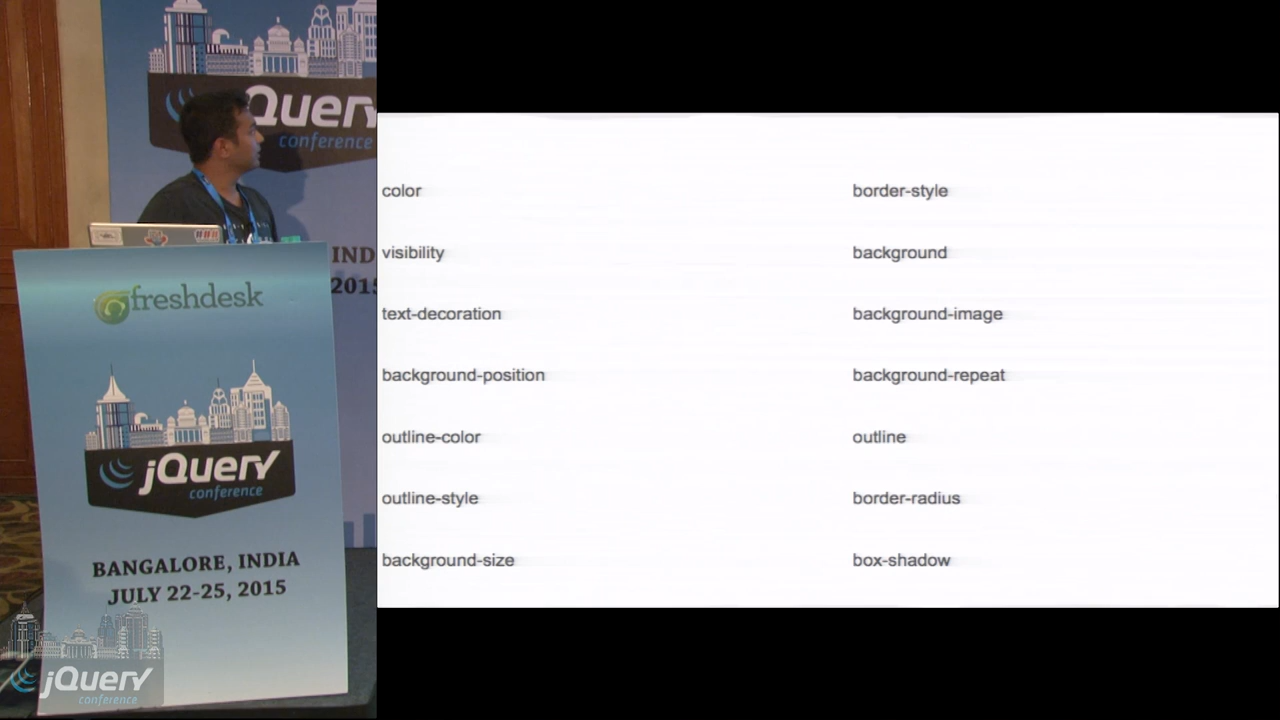 jQuery
conference
IND
2015
freshdesk
jQuery
conference
BANGALORE, INDIA
JULY 22-25, 2015
jQuery
conference
color
border-style
visibility
background
text-decoration
background-image
background-position
background-repeat
outline-color
outline
outline-style
border-radius
background-size
box-shadow